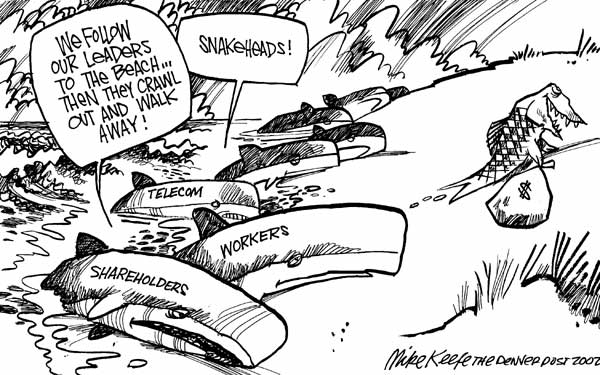 WE FOLLOW
OUR LEADERS
TO THE BEACH...
THEN THEY CRAWL
OUT AND WALK
AWAY!
SNAKEHEADS!
TELECOM
WORKERS
SHAREHOLDERS
$
MIKE KEEFE THE DENVER POST 2002